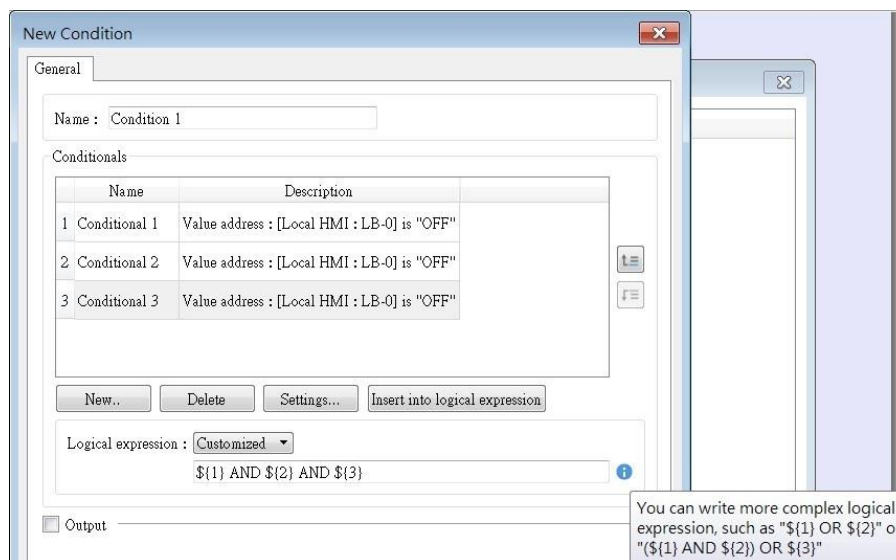 New Condition
General
Name : Condition 1
Conditionals
Name Description
1 Conditional 1 Value address : [Local HMI : LB-0] is "OFF"
2 Conditional 2 Value address : [Local HMI : LB-0] is "OFF"
3 Conditional 3 Value address : [Local HMI : LB-0] is "OFF"
New.. Delete Settings... Insert into logical expression
Logical expression : Customized
${1} AND ${2} AND ${3}
Output
You can write more complex logical
expression, such as "${1} OR ${2}" o
"(${1} AND ${2}) OR ${3}"